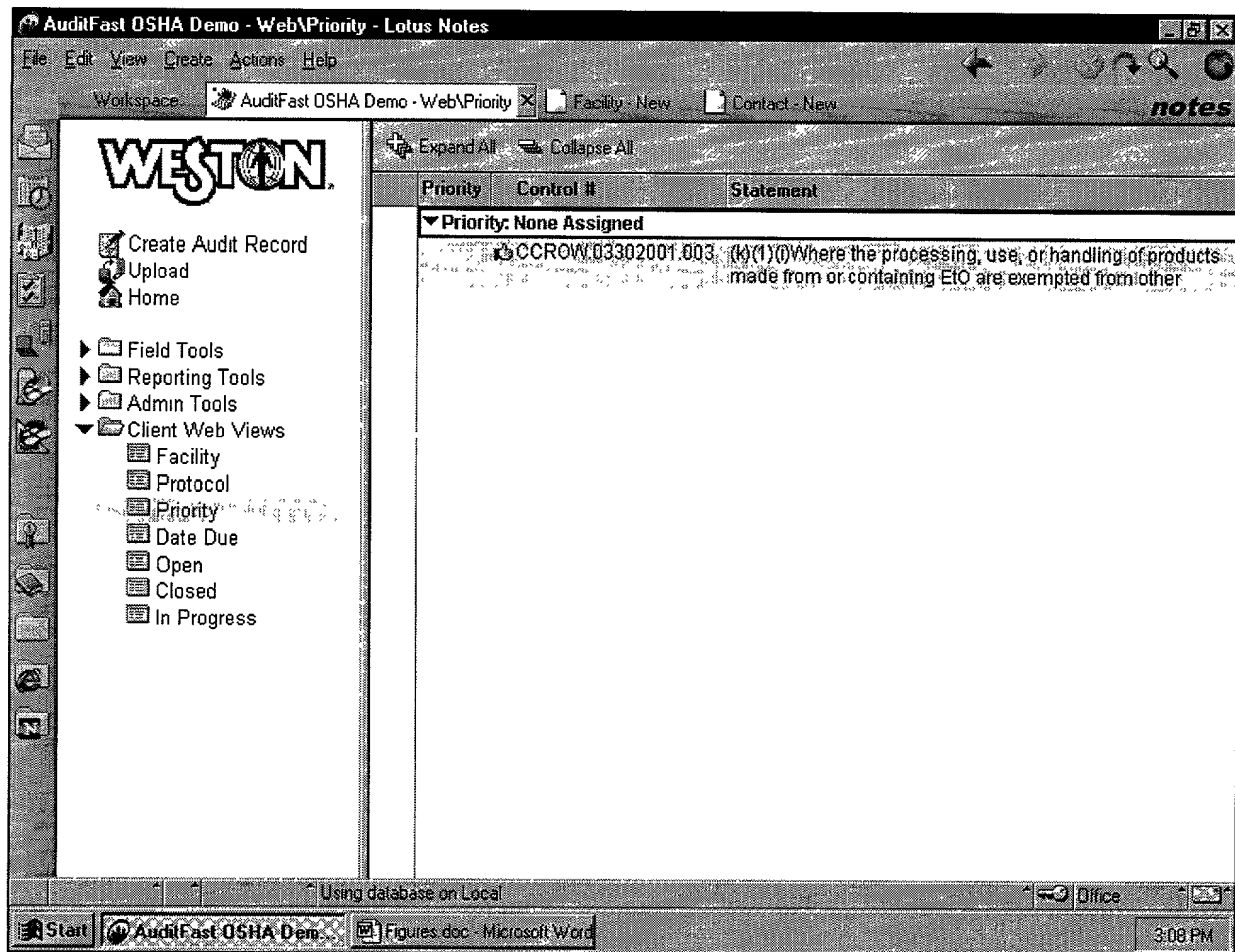 AuditFast OSHA Demo - Web\Priority - Lotus Notes
File Edit View Create Actions Help
Workspace AuditFast OSHA Demo - Web\Priority Facility - New Contact - New notes
WESTON.
Expand All Collapse All
Priority Control # Statement
Priority: None Assigned
CCROW.03302001.003 (k)(1)(i)Where the processing, use, or handling of products
made from or containing EtO are exempted from other
Create Audit Record
Upload
Home
Field Tools
Reporting Tools
Admin Tools
Client Web Views
Facility
Protocol
Priority
Date Due
Open
Closed
In Progress
Using database on Local Office
Start AuditFast OSHA Dem... Figures.doc - Microsoft Word 3:08 PM